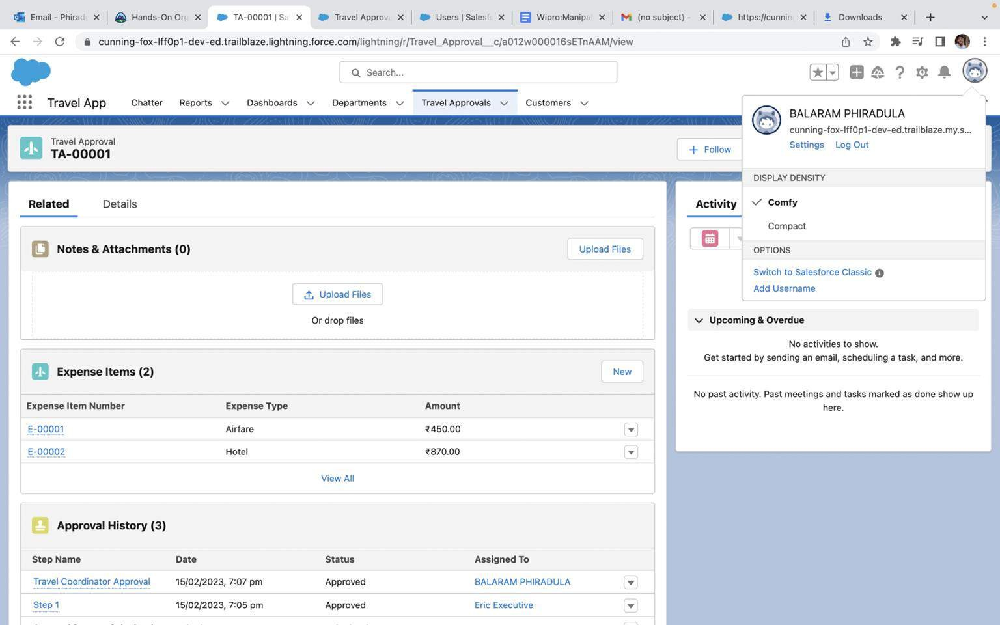 Email - Phirad
Hands-On Org
TA-00001 | Sa
Travel Approva
Users | Salesf
Wipro:Manipal
(no subject) -
https://cunning
Downloads
cunning-fox-lff0p1-dev-ed.trailblaze.lightning.force.com/lightning/r/Travel_Approval__c/a012w000016sETnAAM/view
Search...
Travel App
Chatter
Reports
Dashboards
Departments
Travel Approvals
Customers
BALARAM PHIRADULA
cunning-fox-lff0p1-dev-ed.trailblaze.my.s...
Settings Log Out
DISPLAY DENSITY
Comfy
Compact
OPTIONS
Switch to Salesforce Classic
Add Username
Travel Approval
TA-00001
Follow
Related
Details
Notes & Attachments (0)
Upload Files
Upload Files
Or drop files
Expense Items (2)
New
Expense Item Number Expense Type Amount
E-00001 Airfare ₹450.00
E-00002 Hotel ₹870.00
View All
Approval History (3)
Step Name Date Status Assigned To
Travel Coordinator Approval 15/02/2023, 7:07 pm Approved BALARAM PHIRADULA
Step 1 15/02/2023, 7:05 pm Approved Eric Executive
Activity
Upcoming & Overdue
No activities to show.
Get started by sending an email, scheduling a task, and more.
No past activity. Past meetings and tasks marked as done show up
here.